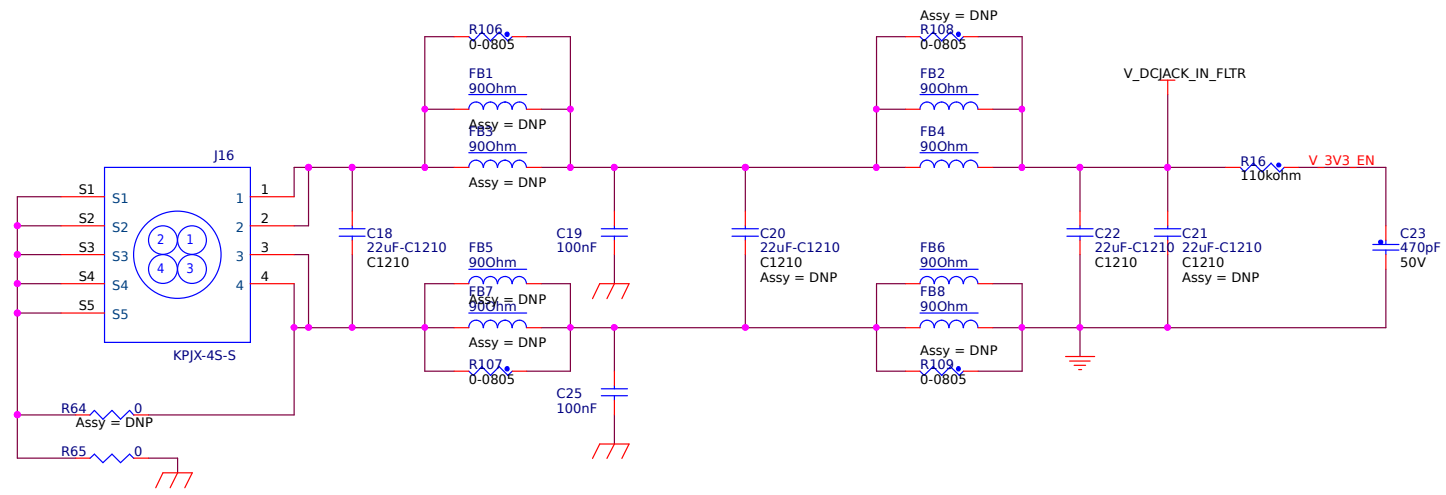 Assy = DNP
R106
0-0805
R108
0-0805
FB1
90Ohm
Assy = DNP
FB2
90Ohm
V_DCJACK_IN_FLTR
FB3
90Ohm
Assy = DNP
FB4
90Ohm
J16
R16
110kohm
V_3V3_EN
S1
S1
1
1
S2
S2
2
2
S3
S3
3
3
S4
S4
4
4
S5
S5
2
1
4
3
KPJX-4S-S
C18
22uF-C1210
C1210
C19
100nF
C20
22uF-C1210
C1210
Assy = DNP
C22
22uF-C1210
C1210
C21
22uF-C1210
C1210
Assy = DNP
C23
470pF
50V
FB5
90Ohm
Assy = DNP
FB6
90Ohm
FB7
90Ohm
Assy = DNP
FB8
90Ohm
Assy = DNP
R107
0-0805
R109
0-0805
C25
100nF
R64
0
Assy = DNP
R65
0